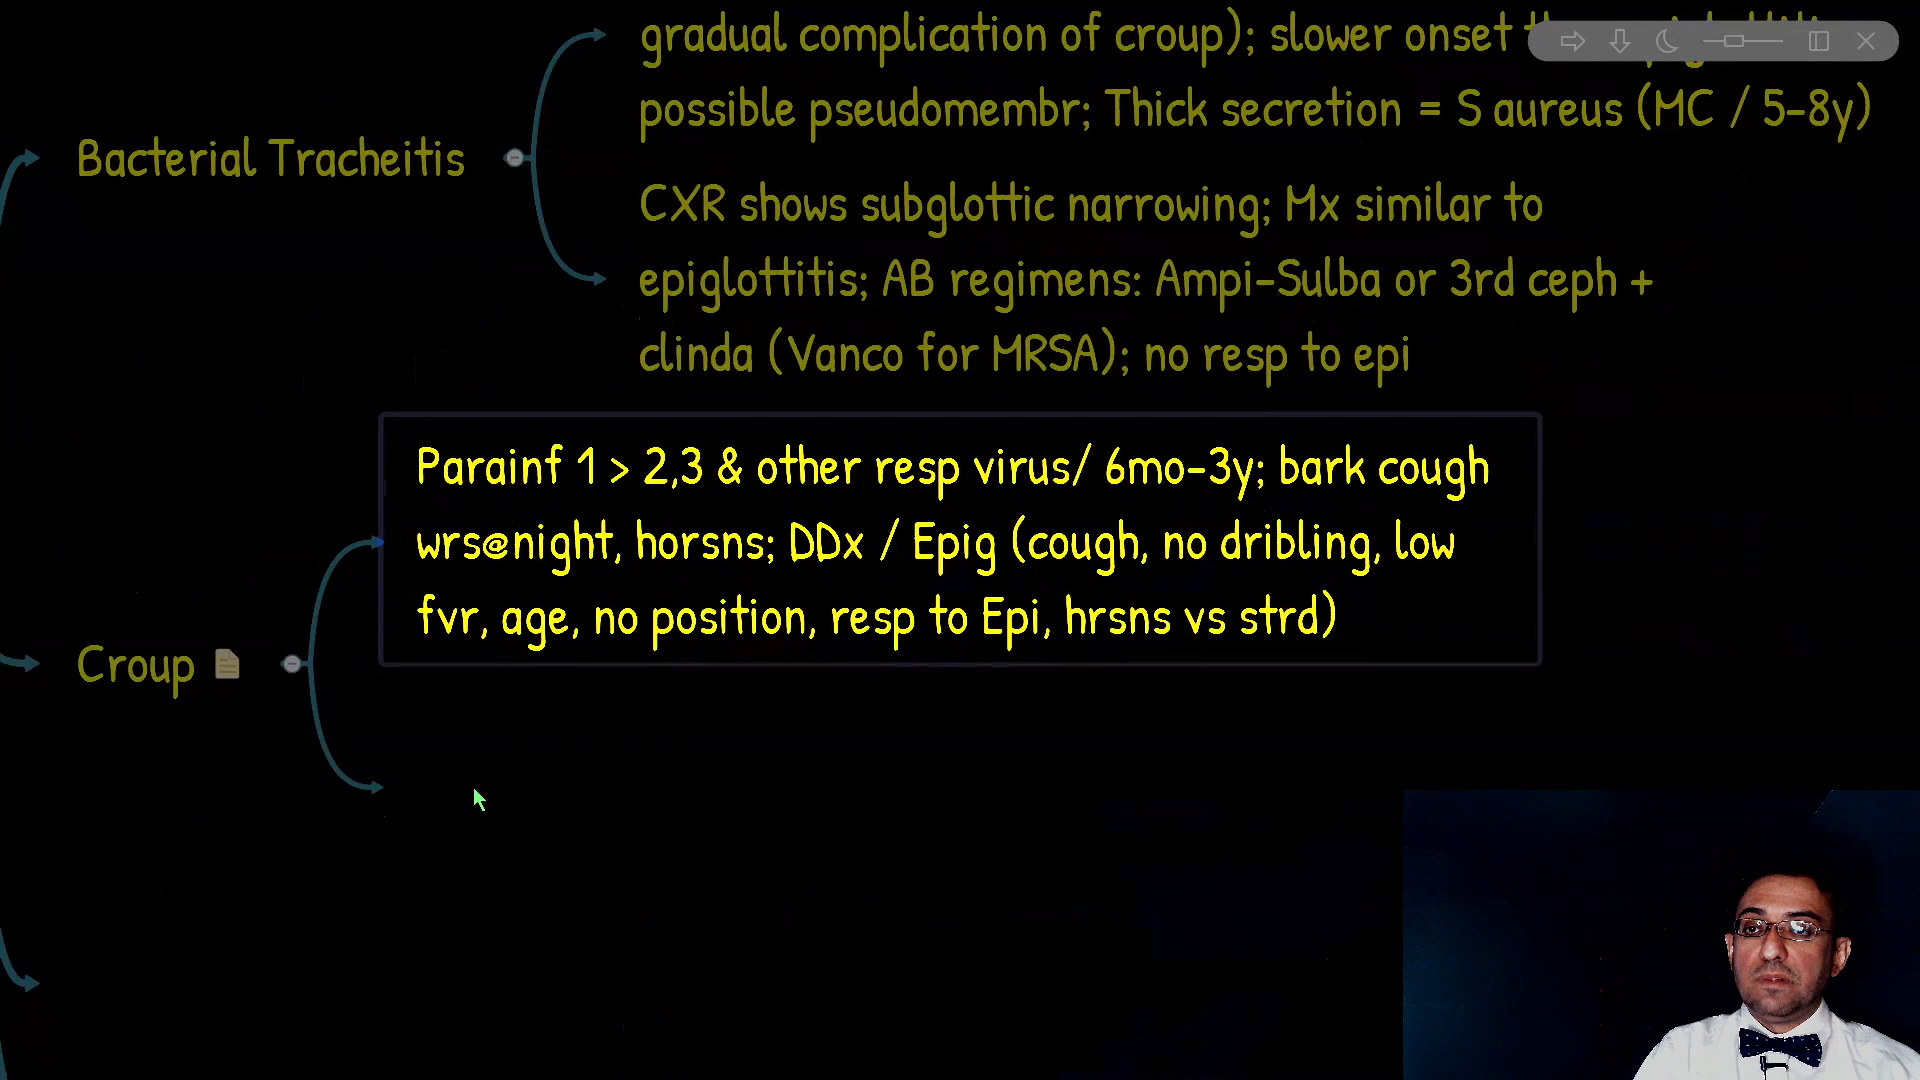 gradual complication of croup); slower onset
possible pseudomembr; Thick secretion = S aureus (MC / 5-8y)
Bacterial Tracheitis
CXR shows subglottic narrowing; Mx similar to
epiglottitis; AB regimens: Ampi-Sulba or 3rd ceph +
clinda (Vanco for MRSA); no resp to epi
Parainf 1 > 2,3 & other resp virus/ 6mo-3y; bark cough
wrs@night, horsns; DDx / Epig (cough, no dribling, low
fvr, age, no position, resp to Epi, hrsns vs strd)
Croup